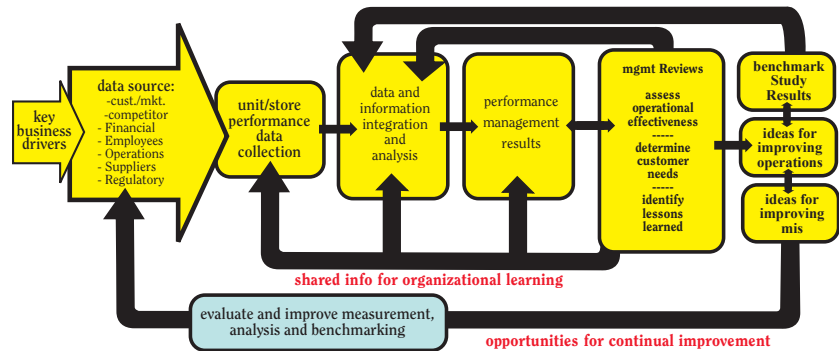 key
business
drivers
data source:
-cust./mkt.
-competitor
- Financial
- Employees
- Operations
- Suppliers
- Regulatory
unit/store
performance
data
collection
data and
information
integration
and
analysis
performance
management
results
mgmt Reviews
assess
operational
effectiveness
-----
determine
customer
needs
-----
identify
lessons
learned
benchmark
Study
Results
ideas for
improving
operations
ideas for
improving
mis
shared info for organizational learning
evaluate and improve measurement,
analysis and benchmarking
opportunities for continual improvement